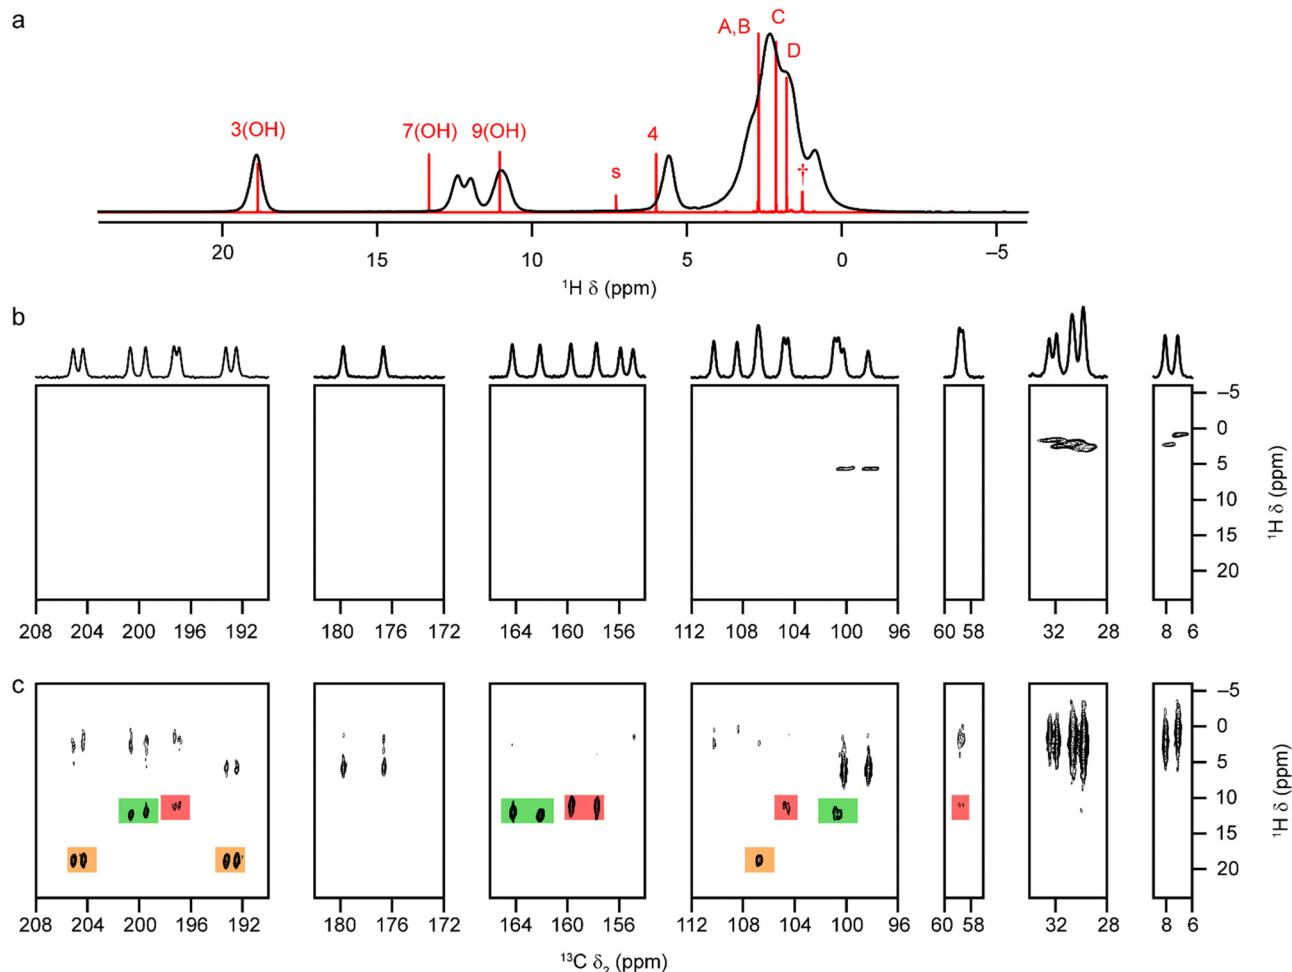 a
A,B
C
D
3(OH)
7(OH)
9(OH)
s
4
†
20
15
10
5
0
–5
¹H δ (ppm)
b
–5
0
5
10
15
20
¹H δ (ppm)
208 204 200 196 192
180 176 172
164 160 156
112 108 104 100 96
60 58
32 28
8 6
c
–5
0
5
10
15
20
¹H δ (ppm)
208 204 200 196 192
180 176 172
164 160 156
112 108 104 100 96
60 58
32 28
8 6
¹³C δ₂ (ppm)